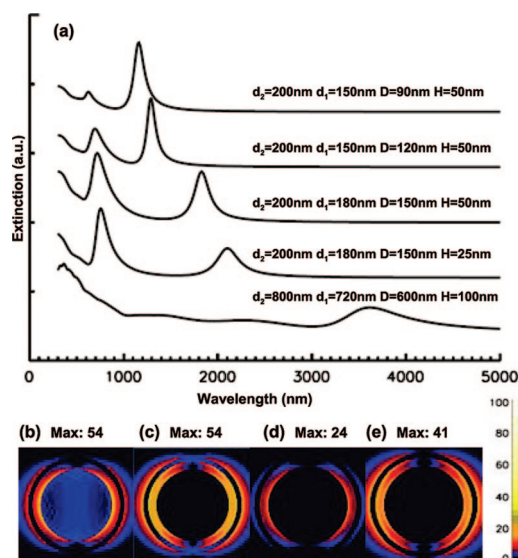 (a)
Extinction (a.u.)
d₂=200nm d₁=150nm D=90nm H=50nm
d₂=200nm d₁=150nm D=120nm H=50nm
d₂=200nm d₁=180nm D=150nm H=50nm
d₂=200nm d₁=180nm D=150nm H=25nm
d₂=800nm d₁=720nm D=600nm H=100nm
0 1000 2000 3000 4000 5000
Wavelength (nm)
(b) Max: 54 (c) Max: 54 (d) Max: 24 (e) Max: 41
100
80
60
40
20
0